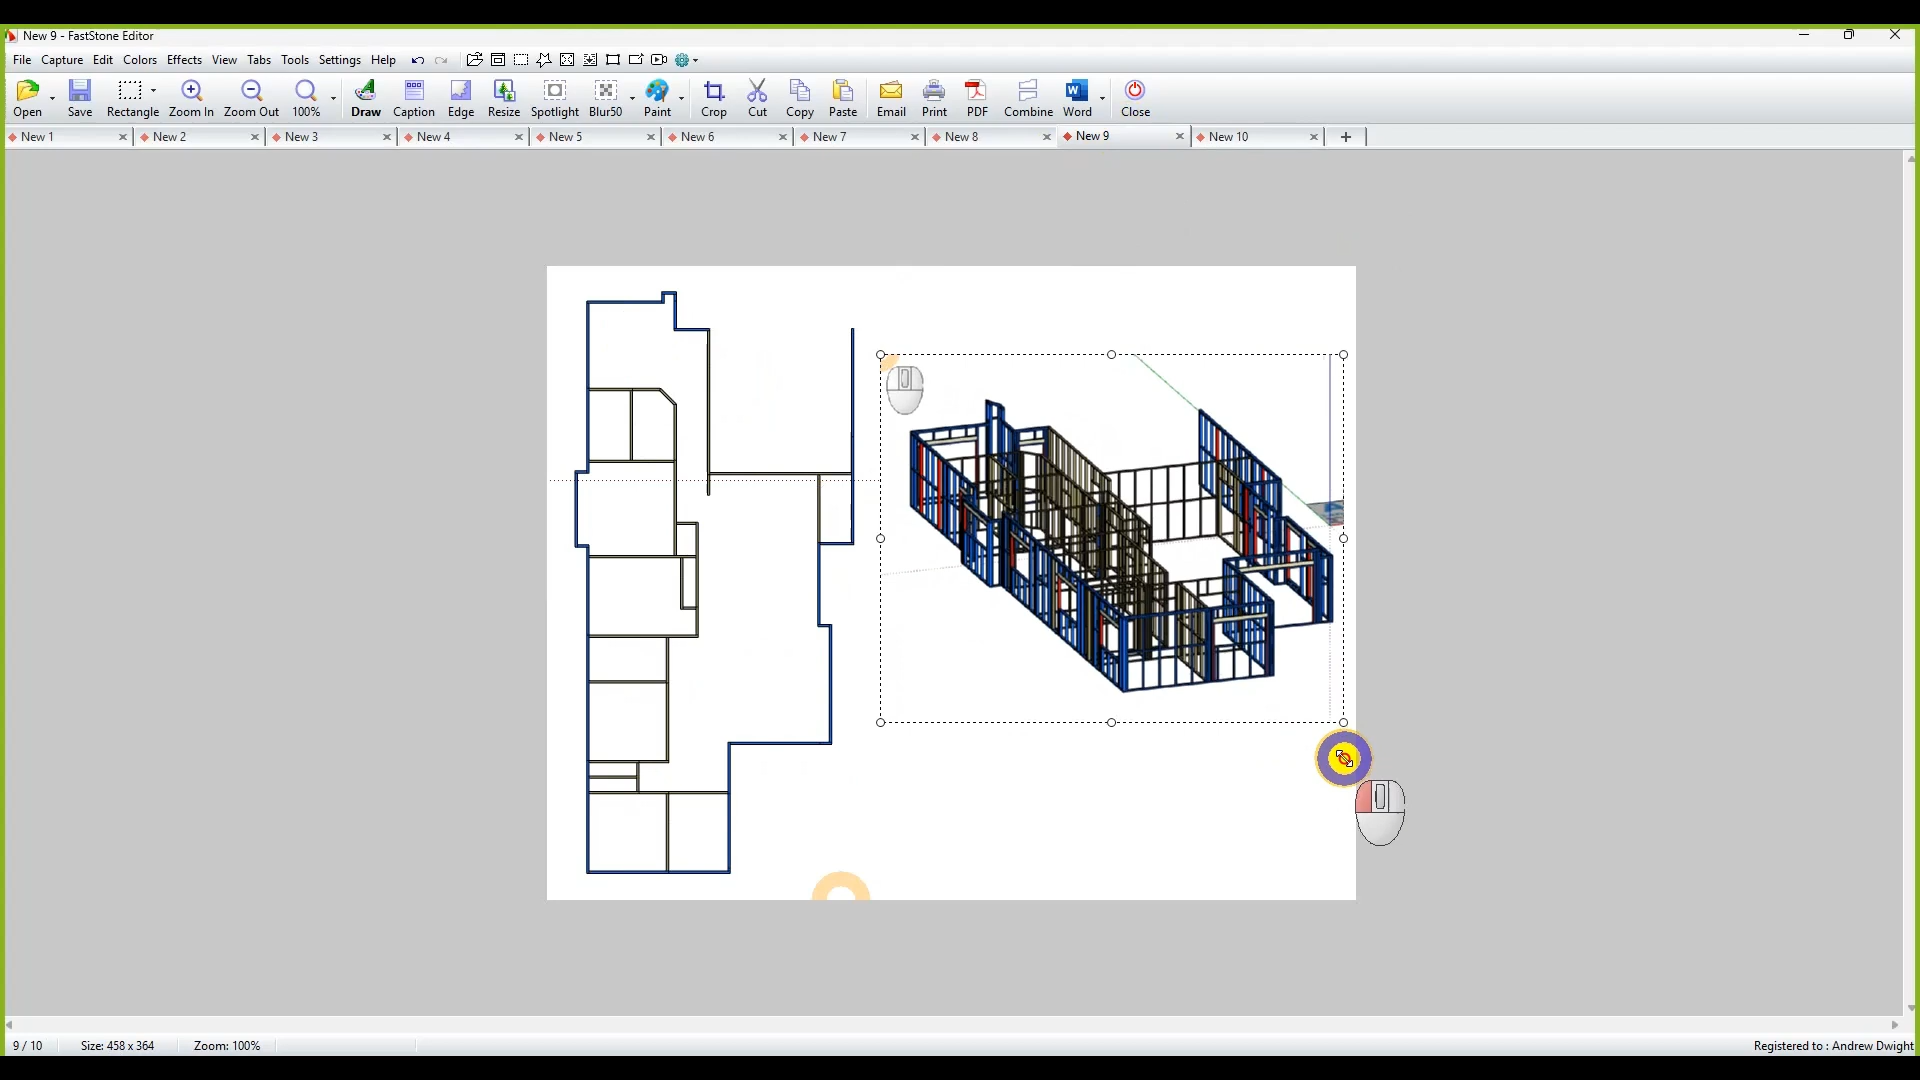 New 9 - FastStone Editor
File Capture Edit Colors Effects View Tabs Tools Settings Help
Open Save Rectangle Zoom In Zoom Out 100% Draw Caption Edge Resize Spotlight Blur50 Paint Crop Cut Copy Paste Email Print PDF Combine Word Close
New 1 New 2 New 3 New 4 New 5 New 6 New 7 New 8 New 9 New 10
9 / 10 Size: 458 x 364 Zoom: 100% Registered to : Andrew Dwight